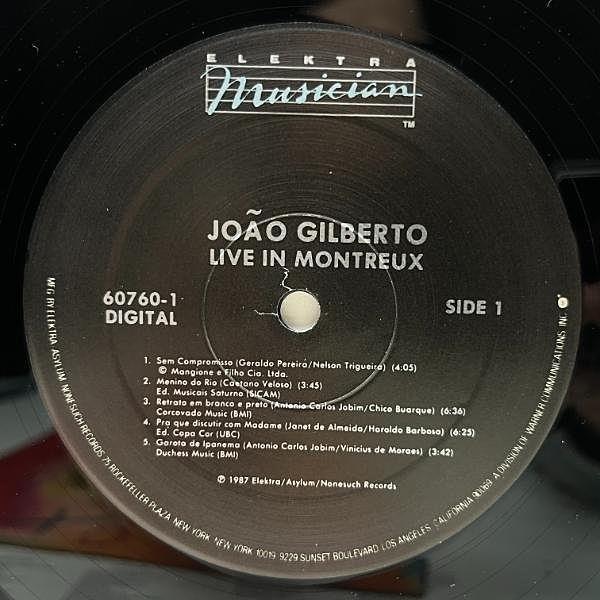 ELEKTRA
Musician
TM
JOÃO GILBERTO
LIVE IN MONTREUX
60760-1
DIGITAL
SIDE 1
1. Sem Compromisso (Geraldo Pereira/Nelson Trigueira) (4:05)
© Mangione e Filho Cia. Ltda.
2. Menino do Rio (Caetano Veloso) (3:45)
Ed. Musicais Saturno (SICAM)
3. Retrato em branco e preto (Antonio Carlos Jobim/Chico Buarque) (6:36)
Corcovado Music (BMI)
4. Pra que discutir com Madame (Janet de Almeida/Haroldo Barbosa) (6:25)
Ed. Copa Cor (UBC)
5. Garota de Ipanema (Antonio Carlos Jobim/Vinicius de Moraes) (3:42)
Duchess Music (BMI)
℗ 1987 Elektra/Asylum/Nonesuch Records
MFG BY ELEKTRA ASYLUM NONESUCH RECORDS 75 ROCKEFELLER PLAZA, NEW YORK, NEW YORK 10019 9229 SUNSET BOULEVARD, LOS ANGELES, CALIFORNIA 90069 A DIVISION OF WARNER COMMUNICATIONS INC.